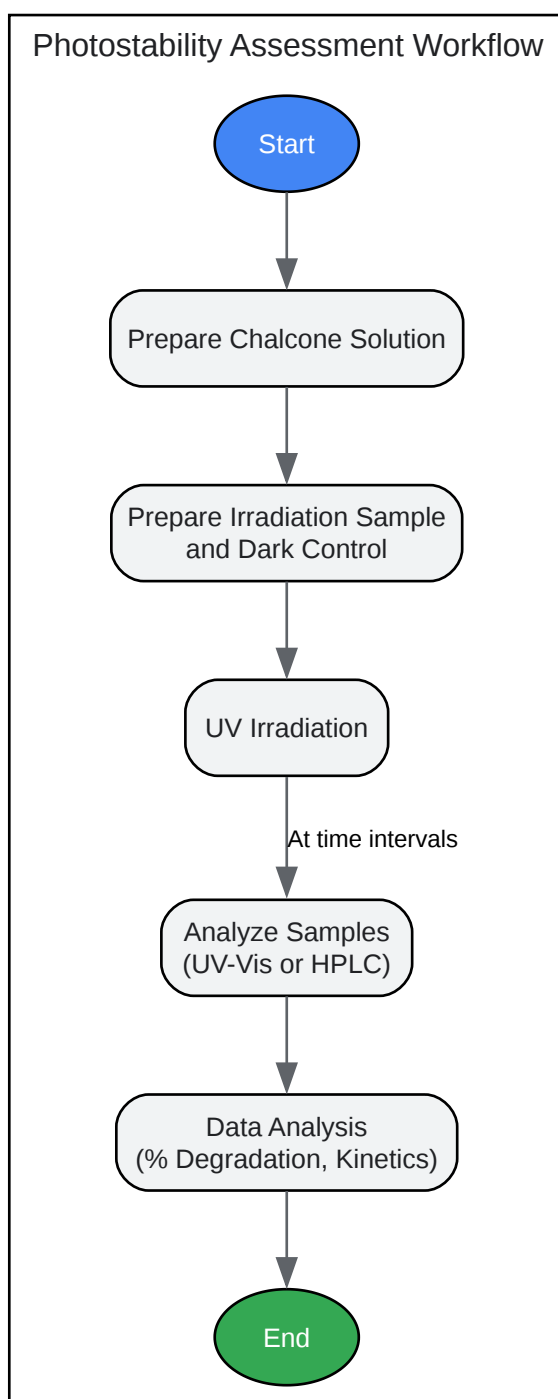 Photostability Assessment Workflow
Start
Prepare Chalcone Solution
Prepare Irradiation Sample
and Dark Control
UV Irradiation
At time intervals
Analyze Samples
(UV-Vis or HPLC)
Data Analysis
(% Degradation, Kinetics)
End